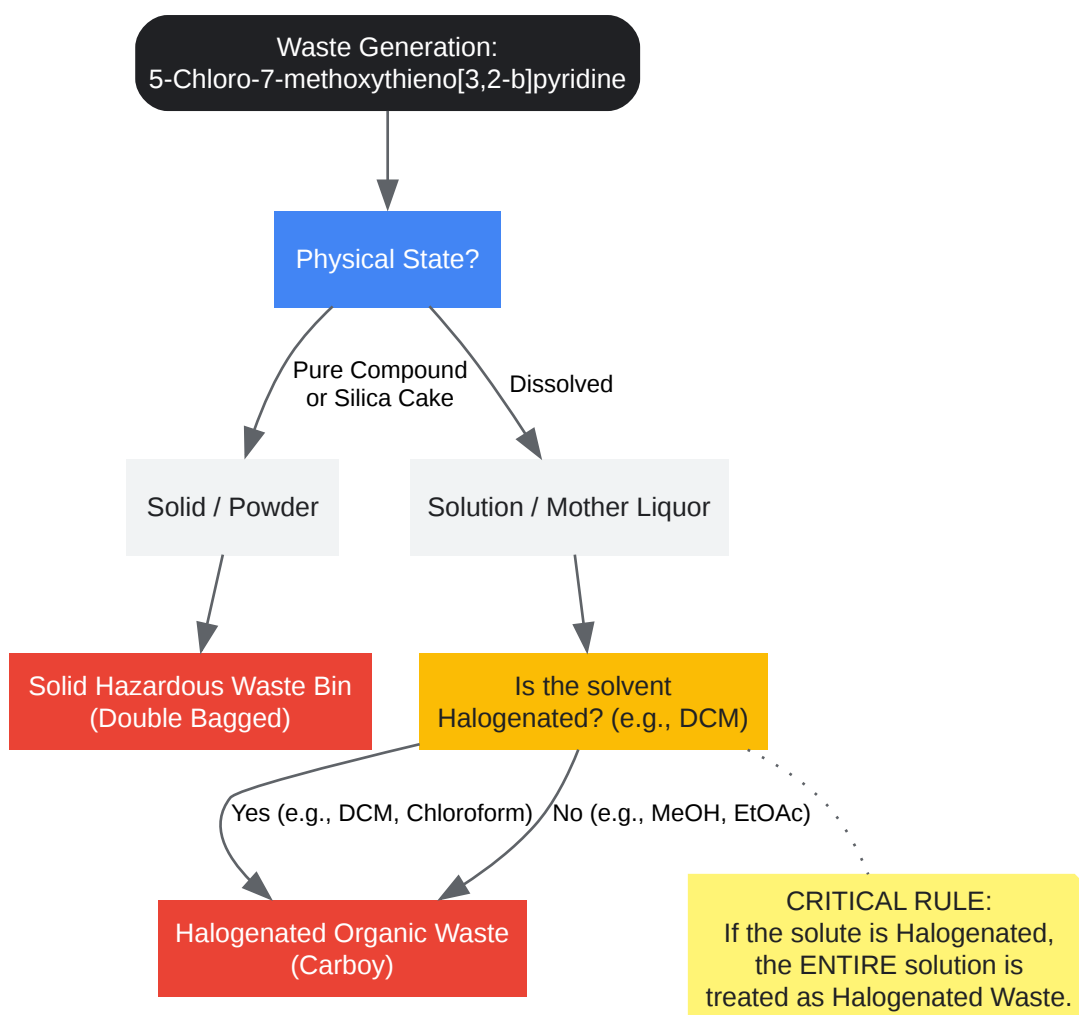 Waste Generation:
5-Chloro-7-methoxythieno[3,2-b]pyridine
Physical State?
Pure Compound
or Silica Cake
Dissolved
Solid / Powder
Solution / Mother Liquor
Solid Hazardous Waste Bin
(Double Bagged)
Is the solvent
Halogenated? (e.g., DCM)
Yes (e.g., DCM, Chloroform)
No (e.g., MeOH, EtOAc)
Halogenated Organic Waste
(Carboy)
CRITICAL RULE:
If the solute is Halogenated,
the ENTIRE solution is
treated as Halogenated Waste.